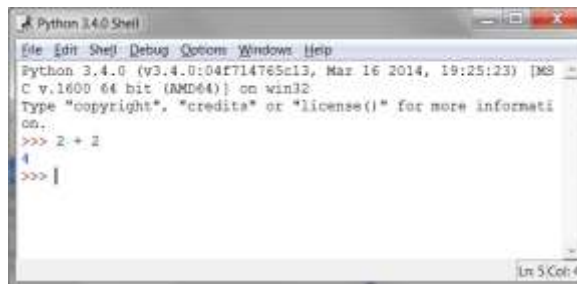 Python 3.4.0 Shell
File Edit Shell Debug Options Windows Help
Python 3.4.0 (v3.4.0:04f714765c13, Mar 16 2014, 19:25:23) [MS
C v.1600 64 bit (AMD64)] on win32
Type "copyright", "credits" or "license()" for more informati
on.
>>> 2 + 2
4
>>>
Ln: 5 Col: 4